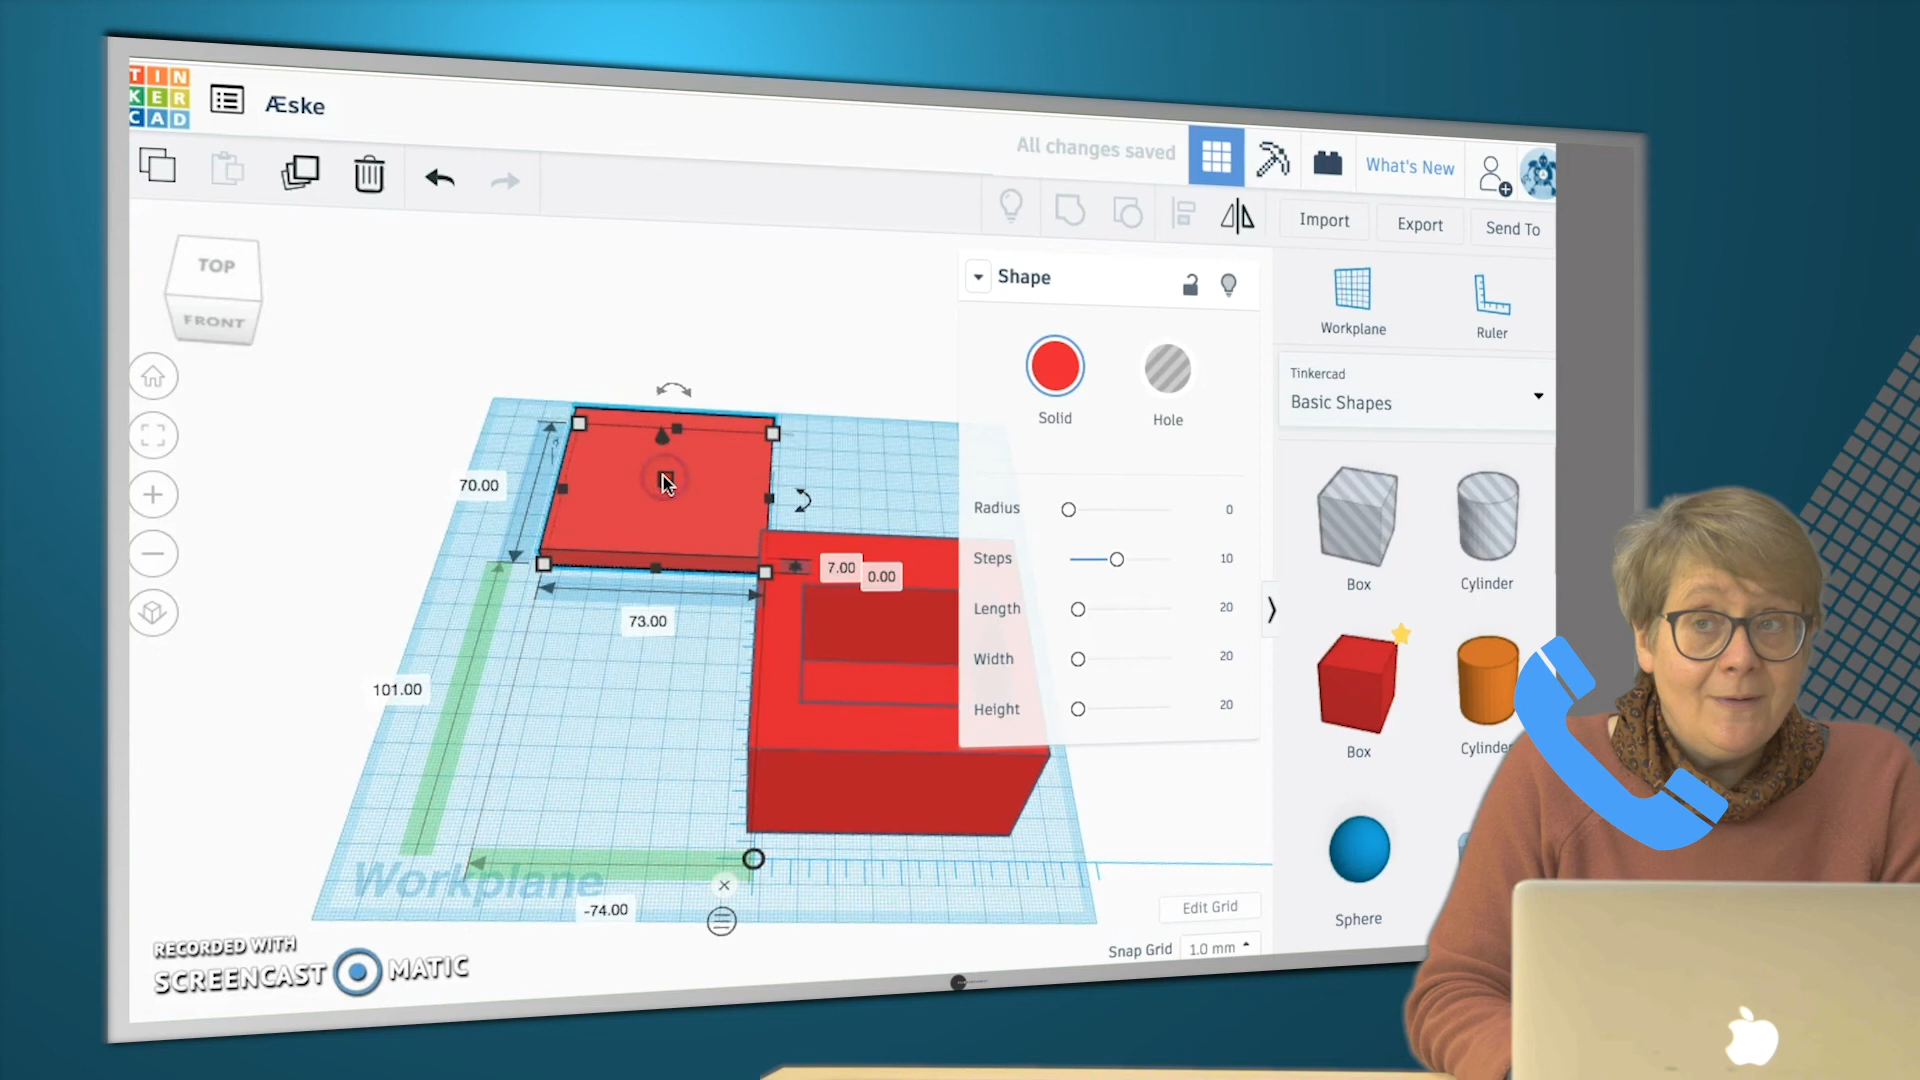 TIN
KER
CAD
Æske
All changes saved
What's New
Import
Export
Send To
TOP
FRONT
Shape
Solid
Hole
Workplane
Ruler
Tinkercad
Basic Shapes
Radius
0
Steps
10
Length
20
Width
20
Height
20
Box
Cylinder
Box
Cylinder
Sphere
70.00
7.00
0.00
73.00
101.00
-74.00
Workplane
Edit Grid
Snap Grid
1.0 mm
RECORDED WITH
SCREENCAST MATIC